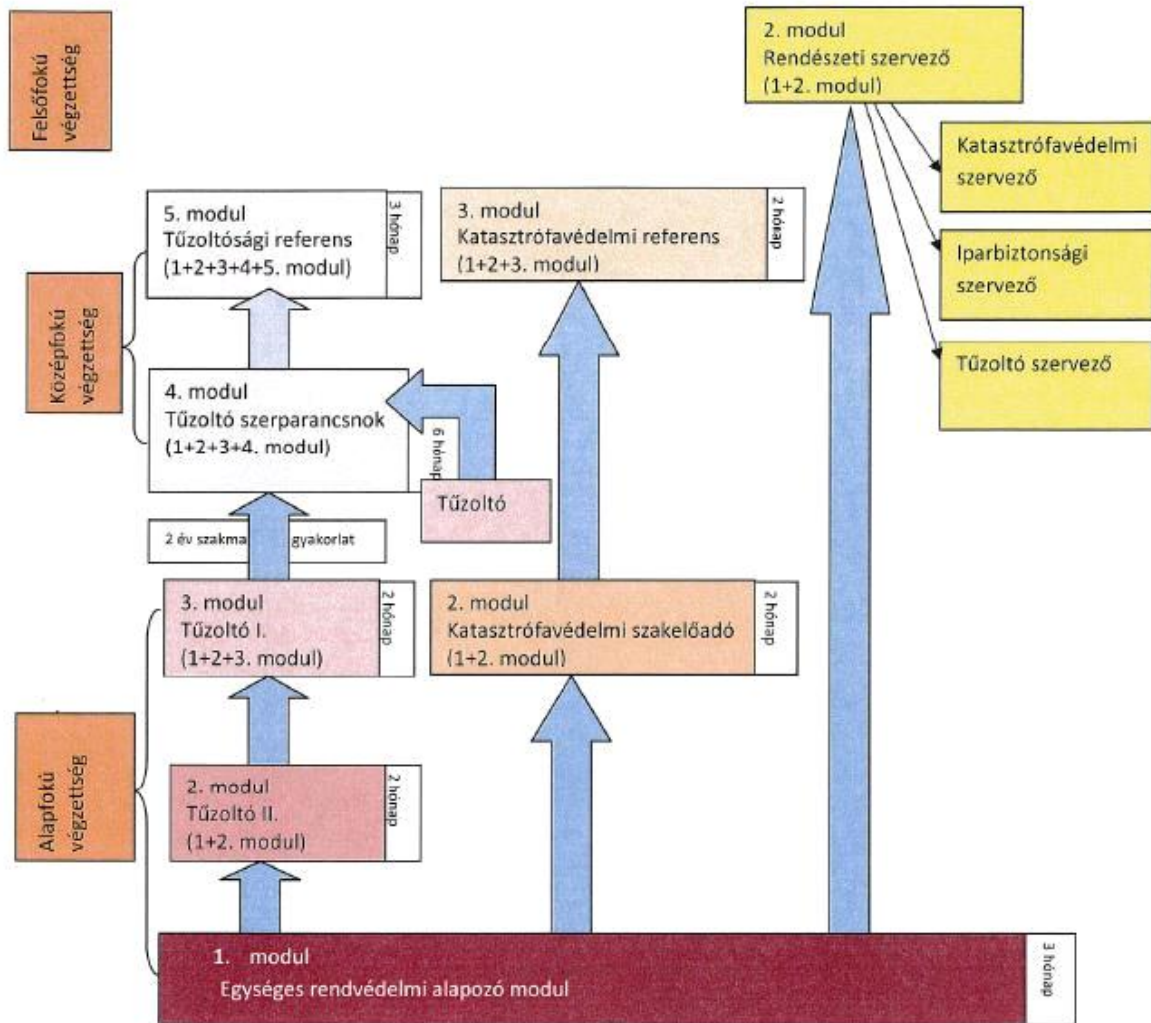 Felsőfokú
végzettség
2. modul
Rendészeti szervező
(1+2. modul)
Katasztrófavédelmi
szervező
Iparbiztonsági
szervező
Tűzoltó szervező
Középfokú
végzettség
5. modul
Tűzoltósági referens
(1+2+3+4+5. modul)
3 hónap
3. modul
Katasztrófavédelmi referens
(1+2+3. modul)
2 hónap
4. modul
Tűzoltó szerparancsnok
(1+2+3+4. modul)
6 hónap
Tűzoltó
2 év szakma gyakorlat
Alapfokú
végzettség
3. modul
Tűzoltó I.
(1+2+3. modul)
2 hónap
2. modul
Katasztrófavédelmi szakelőadó
(1+2. modul)
2 hónap
2. modul
Tűzoltó II.
(1+2. modul)
2 hónap
1. modul
Egységes rendvédelmi alapozó modul
3 hónap